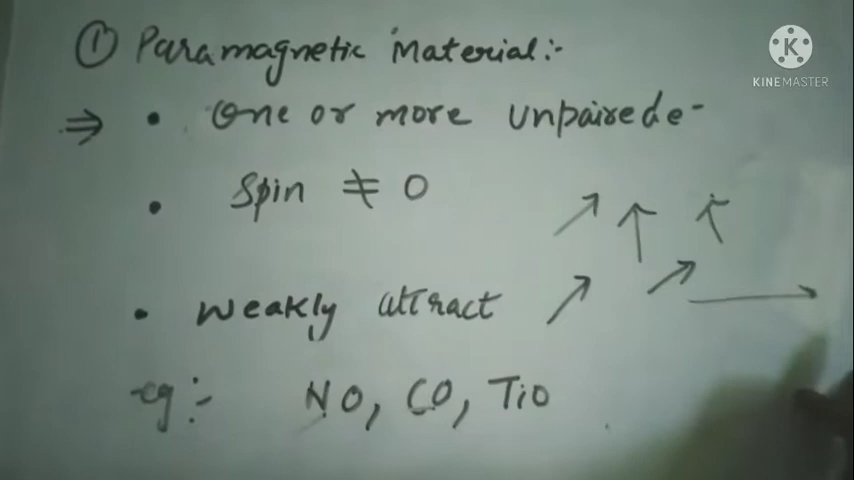 ① Paramagnetic Material:-
K
KINEMASTER
⇒ • One or more unpaired e-
• Spin ≠ 0
• weakly attract
eg:- NO, CO, TiO